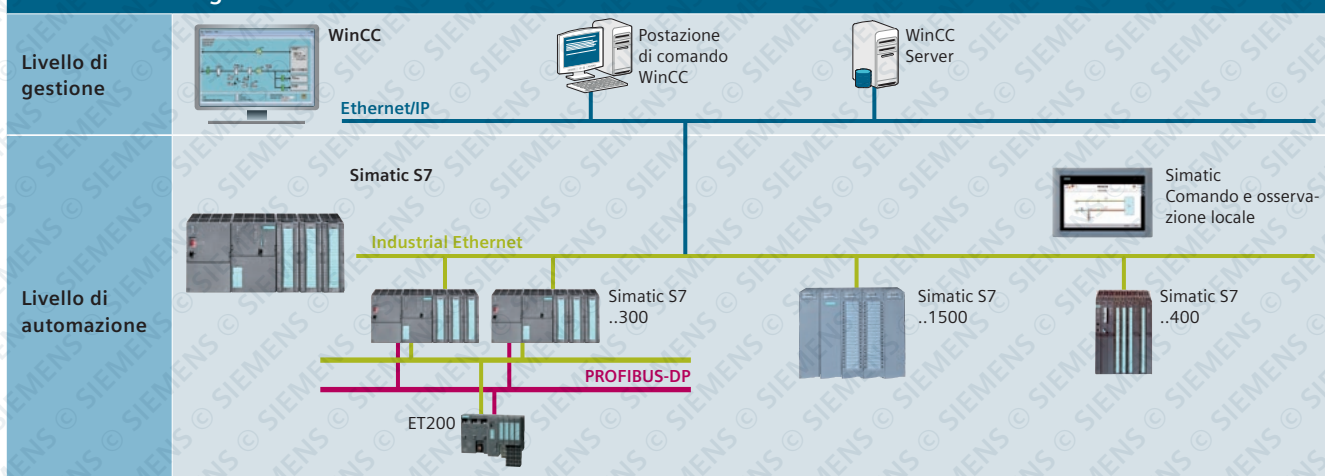 Livello di
gestione
WinCC
Postazione
di comando
WinCC
WinCC
Server
Ethernet/IP
Livello di
automazione
Simatic S7
Simatic
Comando e osserva-
zione locale
Industrial Ethernet
Simatic S7
..300
Simatic S7
..1500
Simatic S7
..400
PROFIBUS-DP
ET200
© SIEMENS